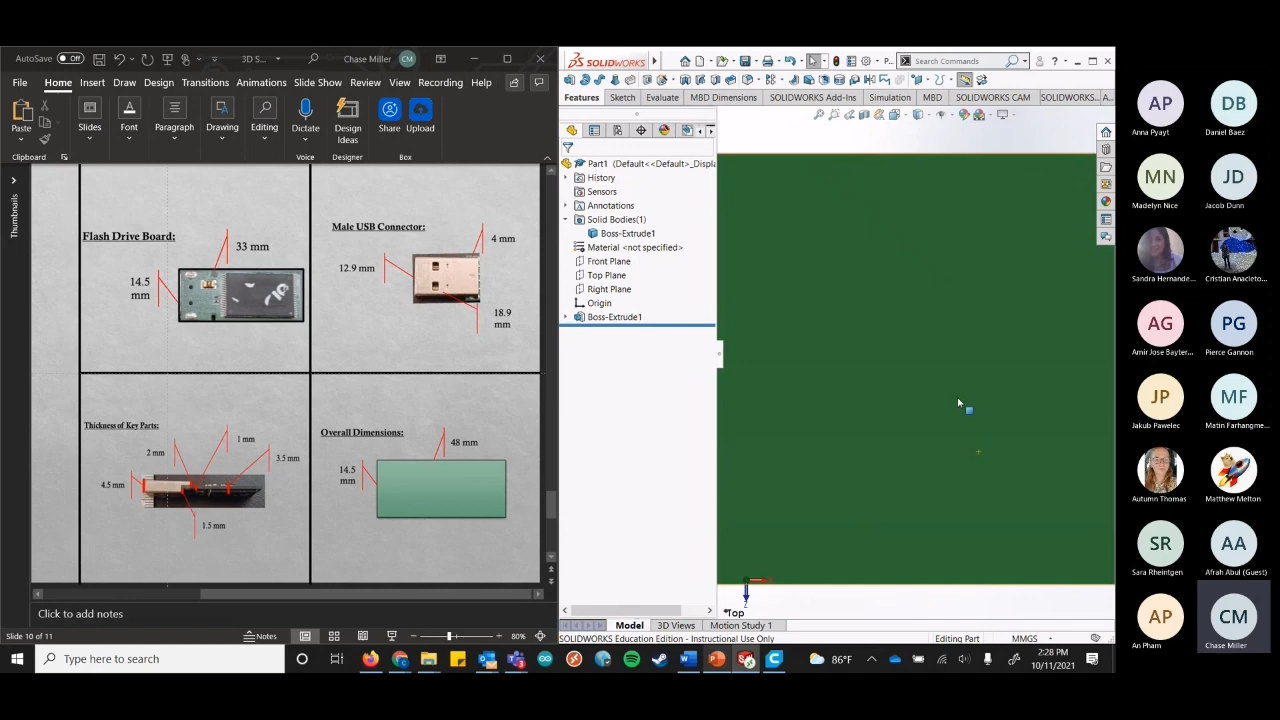 AutoSave Off
3D S...
Chase Miller
CM
File Home Insert Draw Design Transitions Animations Slide Show Review View Recording Help
Paste
Slides
Font
Paragraph
Drawing
Editing
Dictate
Design
Ideas
Share
Upload
Clipboard
Voice
Designer
Box
Thumbnails
Flash Drive Board:
33 mm
14.5
mm
Male USB Connector:
4 mm
12.9 mm
18.9
mm
Thickness of Key Parts:
1 mm
2 mm
3.5 mm
4.5 mm
1.5 mm
Overall Dimensions:
48 mm
14.5
mm
Click to add notes
Slide 10 of 11
Notes
80%
SOLIDWORKS
P...
Search Commands
Features Sketch Evaluate MBD Dimensions SOLIDWORKS Add-Ins Simulation MBD SOLIDWORKS CAM SOLIDWORKS... A...
Part1 (Default<<Default>_Displa
History
Sensors
Annotations
Solid Bodies(1)
Boss-Extrude1
Material <not specified>
Front Plane
Top Plane
Right Plane
Origin
Boss-Extrude1
Z
*Top
Model 3D Views Motion Study 1
SOLIDWORKS Education Edition - Instructional Use Only
Editing Part
MMGS
Type here to search
86°F
2:28 PM
10/11/2021
AP
Anna Pyayt
DB
Daniel Baez
MN
Madelyn Nice
JD
Jacob Dunn
Sandra Hernande...
Cristian Anacleto...
AG
Amir Jose Bayter...
PG
Pierce Gannon
JP
Jakub Pawelec
MF
Matin Farhangme...
Autumn Thomas
Matthew Melton
SR
Sara Rheintgen
AA
Afrah Abul (Guest)
AP
An Pham
CM
Chase Miller